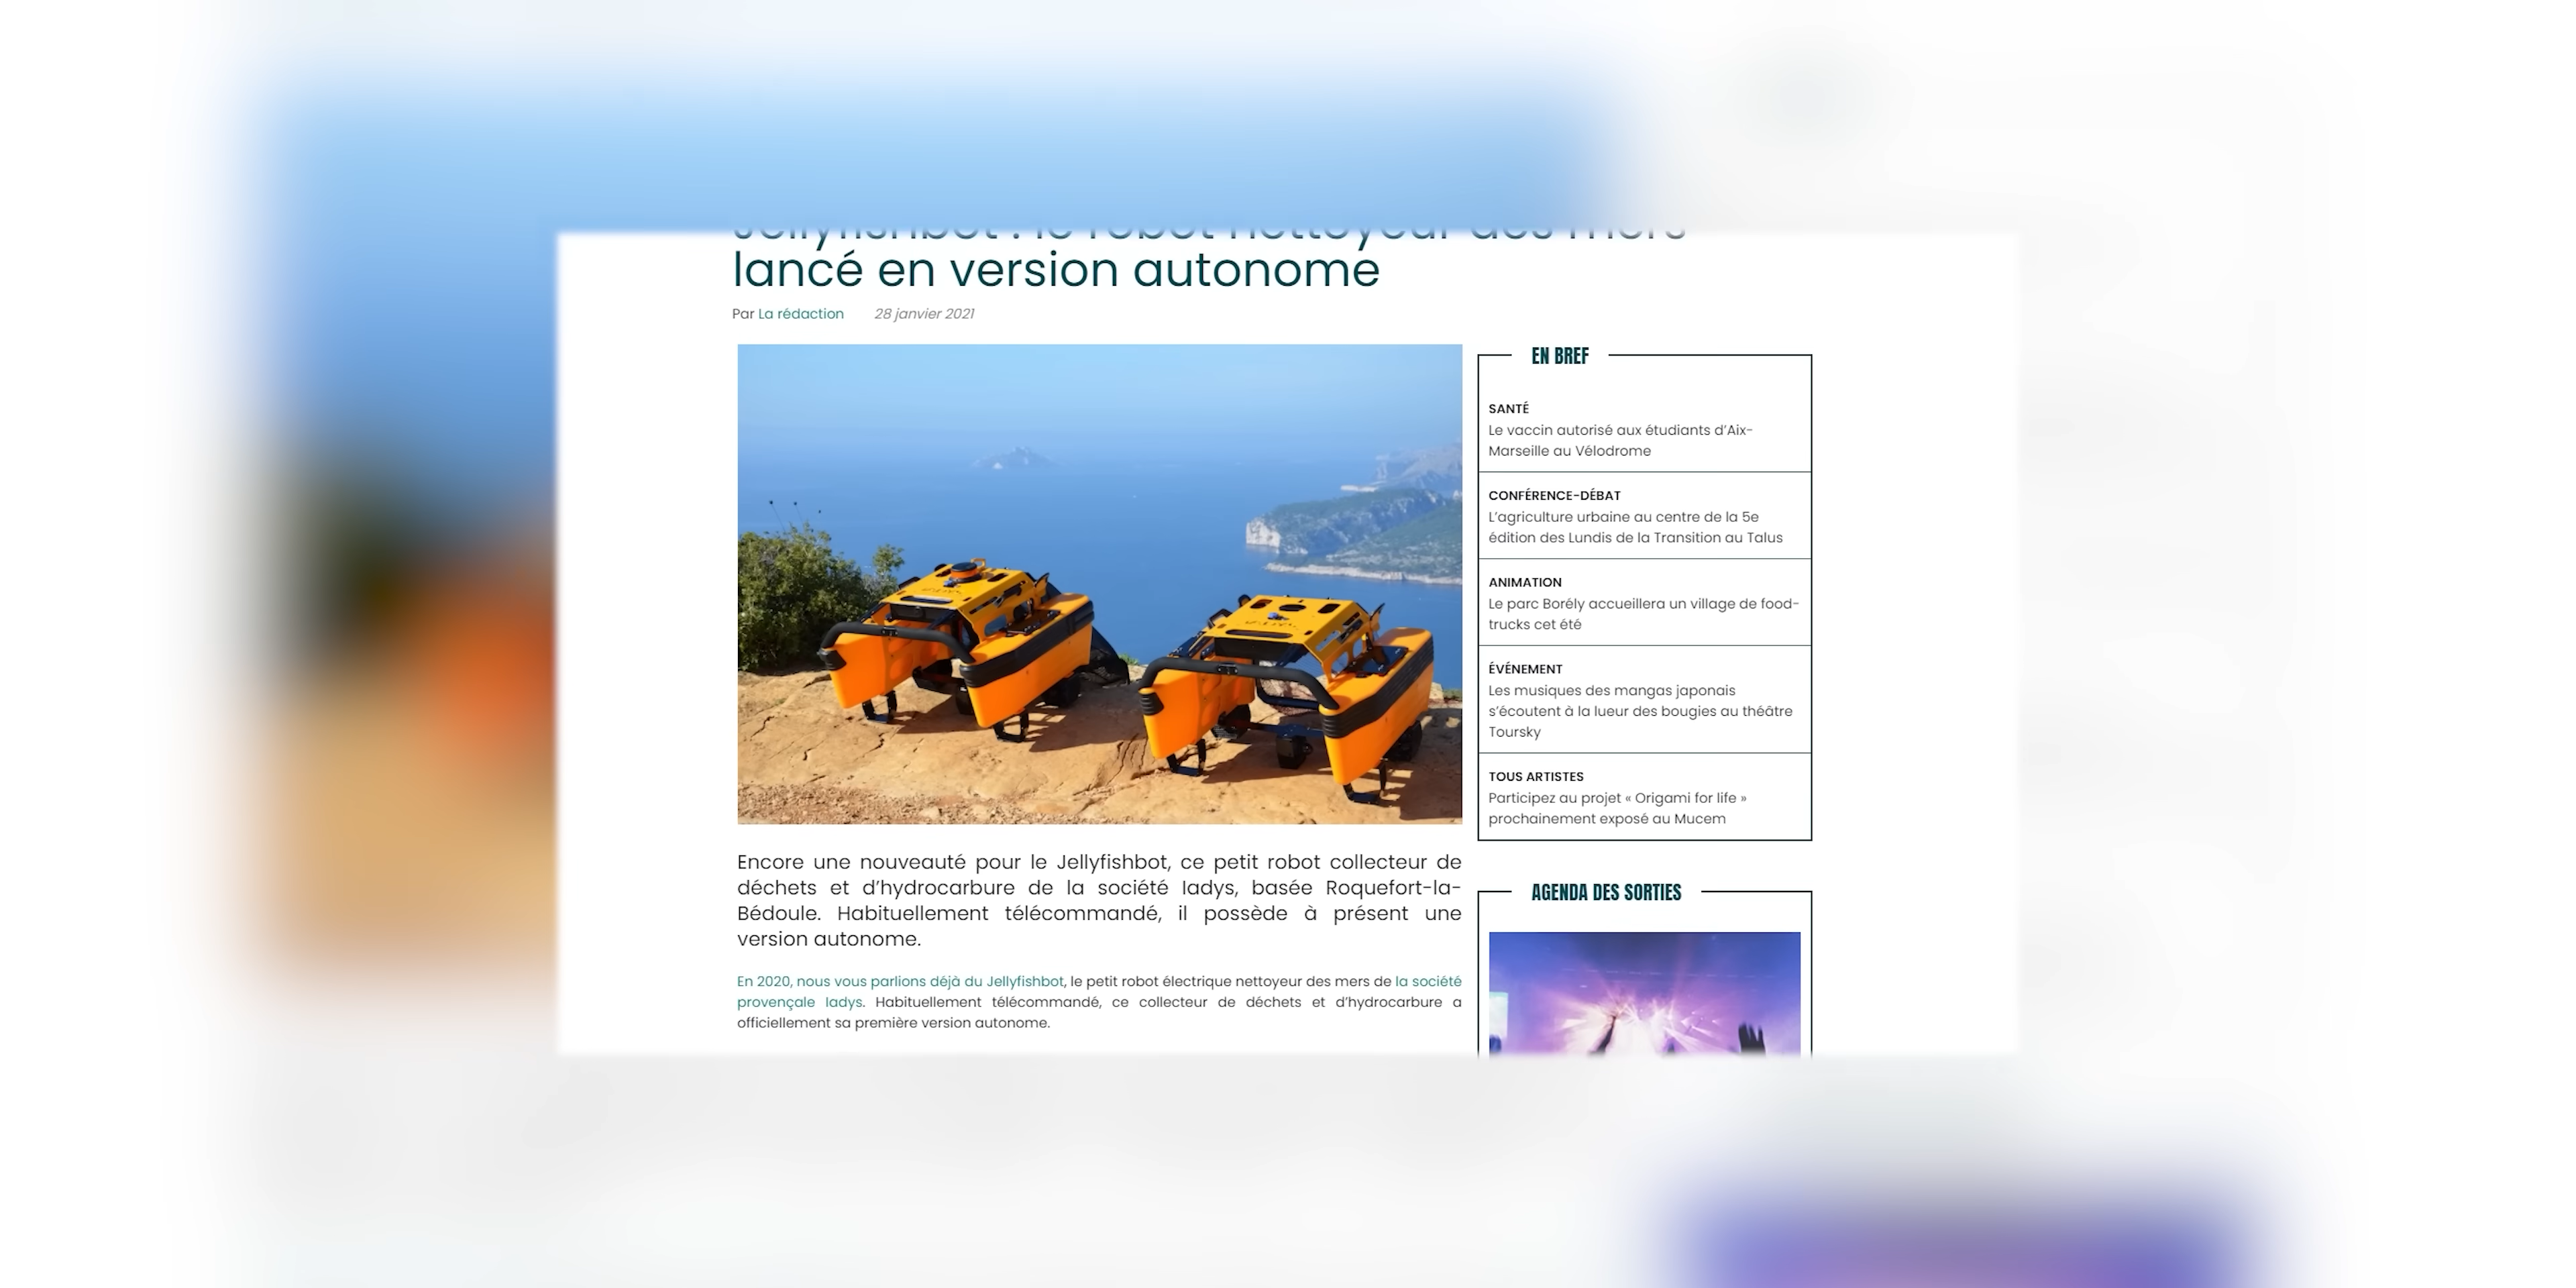 Jellyfishbot : le robot nettoyeur des mers
lancé en version autonome
Par La rédaction 28 janvier 2021
Encore une nouveauté pour le Jellyfishbot, ce petit robot collecteur de
déchets et d’hydrocarbure de la société Iadys, basée Roquefort-la-
Bédoule. Habituellement télécommandé, il possède à présent une
version autonome.
En 2020, nous vous parlions déjà du Jellyfishbot, le petit robot électrique nettoyeur des mers de la société
provençale Iadys. Habituellement télécommandé, ce collecteur de déchets et d’hydrocarbure a
officiellement sa première version autonome.
EN BREF
SANTÉ
Le vaccin autorisé aux étudiants d’Aix-
Marseille au Vélodrome
CONFÉRENCE-DÉBAT
L’agriculture urbaine au centre de la 5e
édition des Lundis de la Transition au Talus
ANIMATION
Le parc Borély accueillera un village de food-
trucks cet été
ÉVÉNEMENT
Les musiques des mangas japonais
s’écoutent à la lueur des bougies au théâtre
Toursky
TOUS ARTISTES
Participez au projet « Origami for life »
prochainement exposé au Mucem
AGENDA DES SORTIES